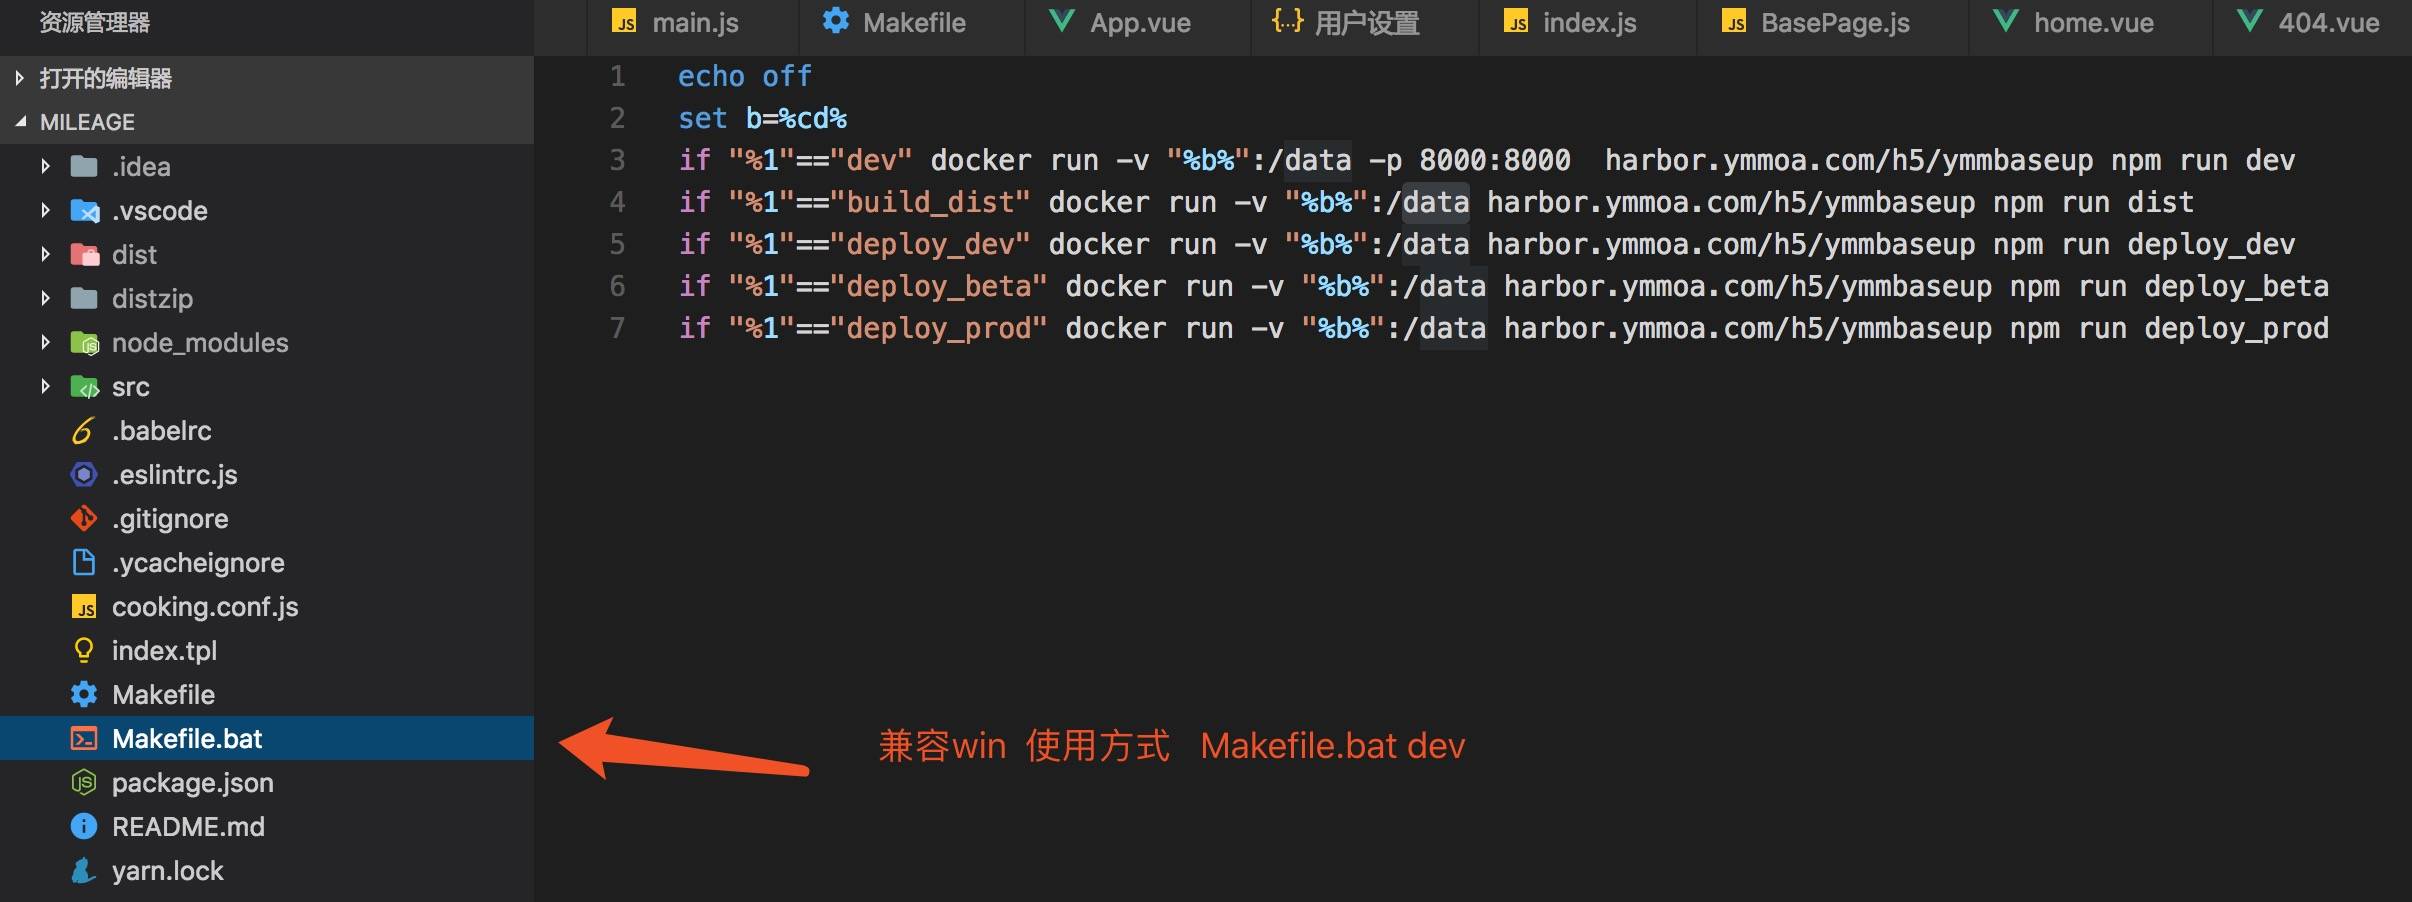 资源管理器
main.js Makefile App.vue 用户设置 index.js BasePage.js home.vue 404.vue
打开的编辑器
MILEAGE
.idea
.vscode
dist
distzip
node_modules
src
.babelrc
.eslintrc.js
.gitignore
.ycacheignore
cooking.conf.js
index.tpl
Makefile
Makefile.bat
package.json
README.md
yarn.lock
1 echo off
2 set b=%cd%
3 if "%1"=="dev" docker run -v "%b%":/data -p 8000:8000  harbor.ymmoa.com/h5/ymmbaseup npm run dev
4 if "%1"=="build_dist" docker run -v "%b%":/data harbor.ymmoa.com/h5/ymmbaseup npm run dist
5 if "%1"=="deploy_dev" docker run -v "%b%":/data harbor.ymmoa.com/h5/ymmbaseup npm run deploy_dev
6 if "%1"=="deploy_beta" docker run -v "%b%":/data harbor.ymmoa.com/h5/ymmbaseup npm run deploy_beta
7 if "%1"=="deploy_prod" docker run -v "%b%":/data harbor.ymmoa.com/h5/ymmbaseup npm run deploy_prod
兼容win 使用方式 Makefile.bat dev